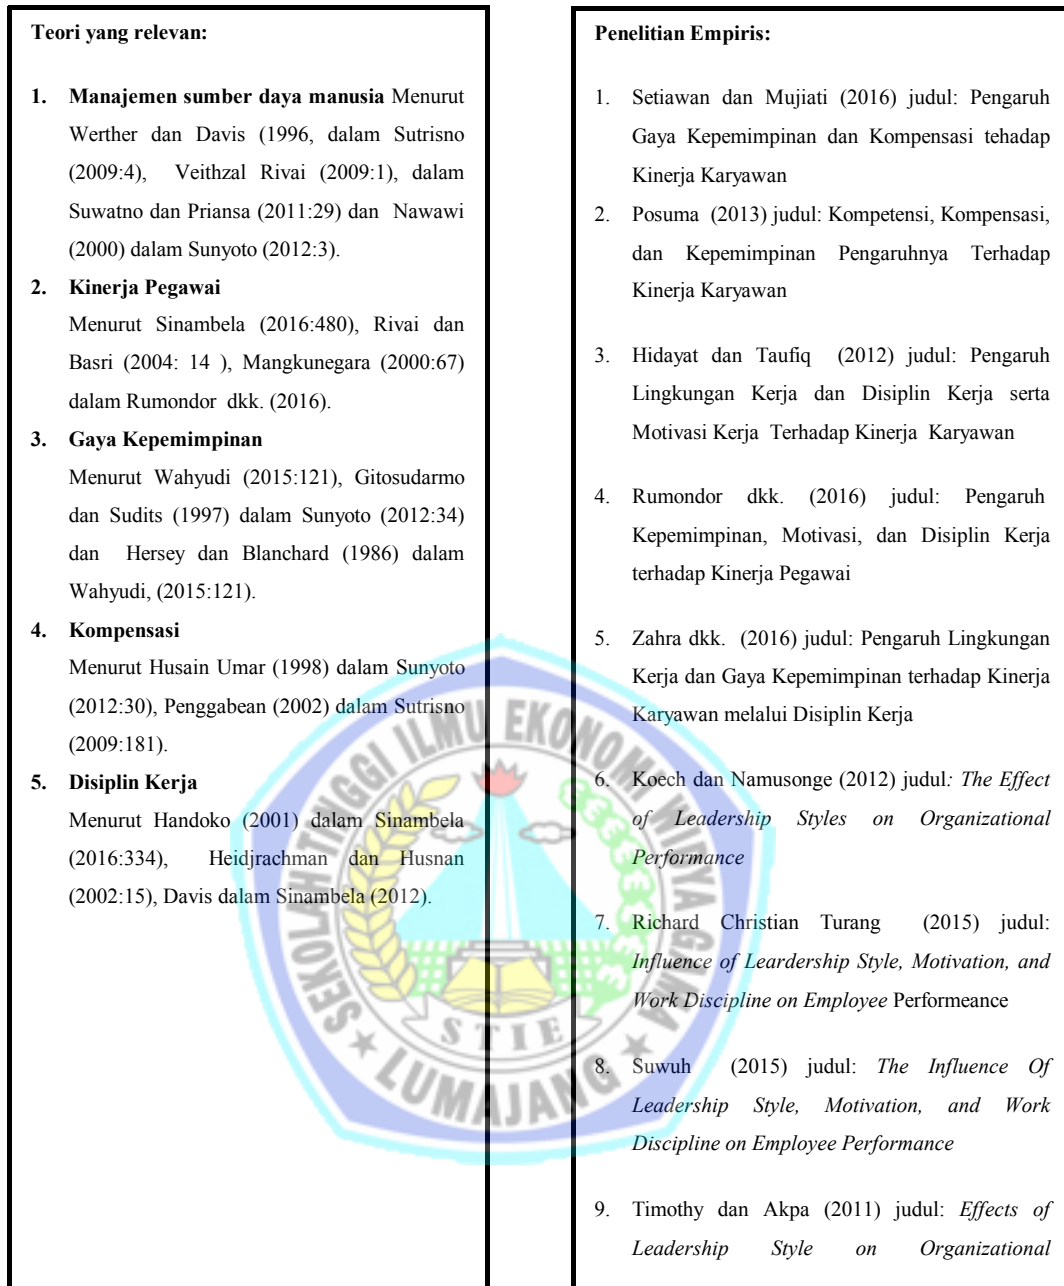 Teori yang relevan:
1. Manajemen sumber daya manusia Menurut
Werther dan Davis (1996, dalam Sutrisno
(2009:4), Veithzal Rivai (2009:1), dalam
Suwatno dan Priansa (2011:29) dan Nawawi
(2000) dalam Sunyoto (2012:3).
2. Kinerja Pegawai
Menurut Sinambela (2016:480), Rivai dan
Basri (2004: 14 ), Mangkunegara (2000:67)
dalam Rumondor dkk. (2016).
3. Gaya Kepemimpinan
Menurut Wahyudi (2015:121), Gitosudarmo
dan Sudits (1997) dalam Sunyoto (2012:34)
dan Hersey dan Blanchard (1986) dalam
Wahyudi, (2015:121).
4. Kompensasi
Menurut Husain Umar (1998) dalam Sunyoto
(2012:30), Penggabean (2002) dalam Sutrisno
(2009:181).
5. Disiplin Kerja
Menurut Handoko (2001) dalam Sinambela
(2016:334), Heidjrachman dan Husnan
(2002:15), Davis dalam Sinambela (2012).
Penelitian Empiris:
1. Setiawan dan Mujiati (2016) judul: Pengaruh
Gaya Kepemimpinan dan Kompensasi tehadap
Kinerja Karyawan
2. Posuma (2013) judul: Kompetensi, Kompensasi,
dan Kepemimpinan Pengaruhnya Terhadap
Kinerja Karyawan
3. Hidayat dan Taufiq (2012) judul: Pengaruh
Lingkungan Kerja dan Disiplin Kerja serta
Motivasi Kerja Terhadap Kinerja Karyawan
4. Rumondor dkk. (2016) judul: Pengaruh
Kepemimpinan, Motivasi, dan Disiplin Kerja
terhadap Kinerja Pegawai
5. Zahra dkk. (2016) judul: Pengaruh Lingkungan
Kerja dan Gaya Kepemimpinan terhadap Kinerja
Karyawan melalui Disiplin Kerja
6. Koech dan Namusonge (2012) judul: The Effect
of Leadership Styles on Organizational
Performance
7. Richard Christian Turang (2015) judul:
Influence of Leardership Style, Motivation, and
Work Discipline on Employee Performeance
8. Suwuh (2015) judul: The Influence Of
Leadership Style, Motivation, and Work
Discipline on Employee Performance
9. Timothy dan Akpa (2011) judul: Effects of
Leadership Style on Organizational
SEKOLAH TINGGI ILMU EKONOMI WIDYA GAMA
STIE
LUMAJANG